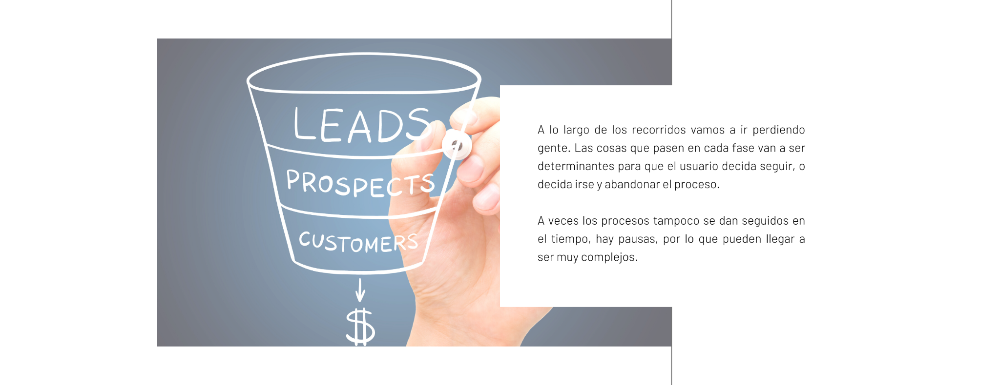 LEADS
PROSPECTS
CUSTOMERS
$
A lo largo de los recorridos vamos a ir perdiendo
gente. Las cosas que pasen en cada fase van a ser
determinantes para que el usuario decida seguir, o
decida irse y abandonar el proceso.
A veces los procesos tampoco se dan seguidos en
el tiempo, hay pausas, por lo que pueden llegar a
ser muy complejos.